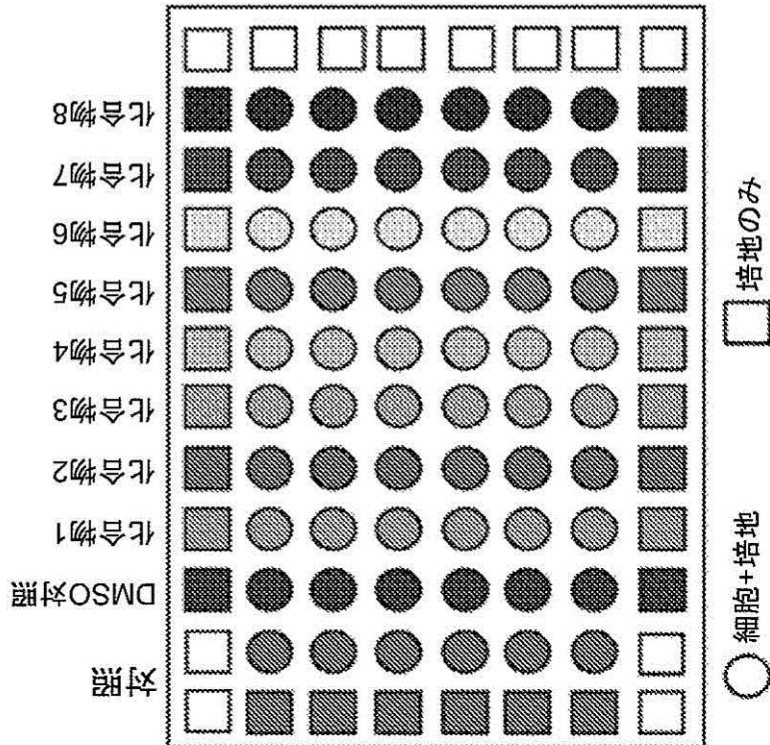 対照
DMSO対照
化合物1
化合物2
化合物3
化合物4
化合物5
化合物6
化合物7
化合物8
細胞+培地
培地のみ